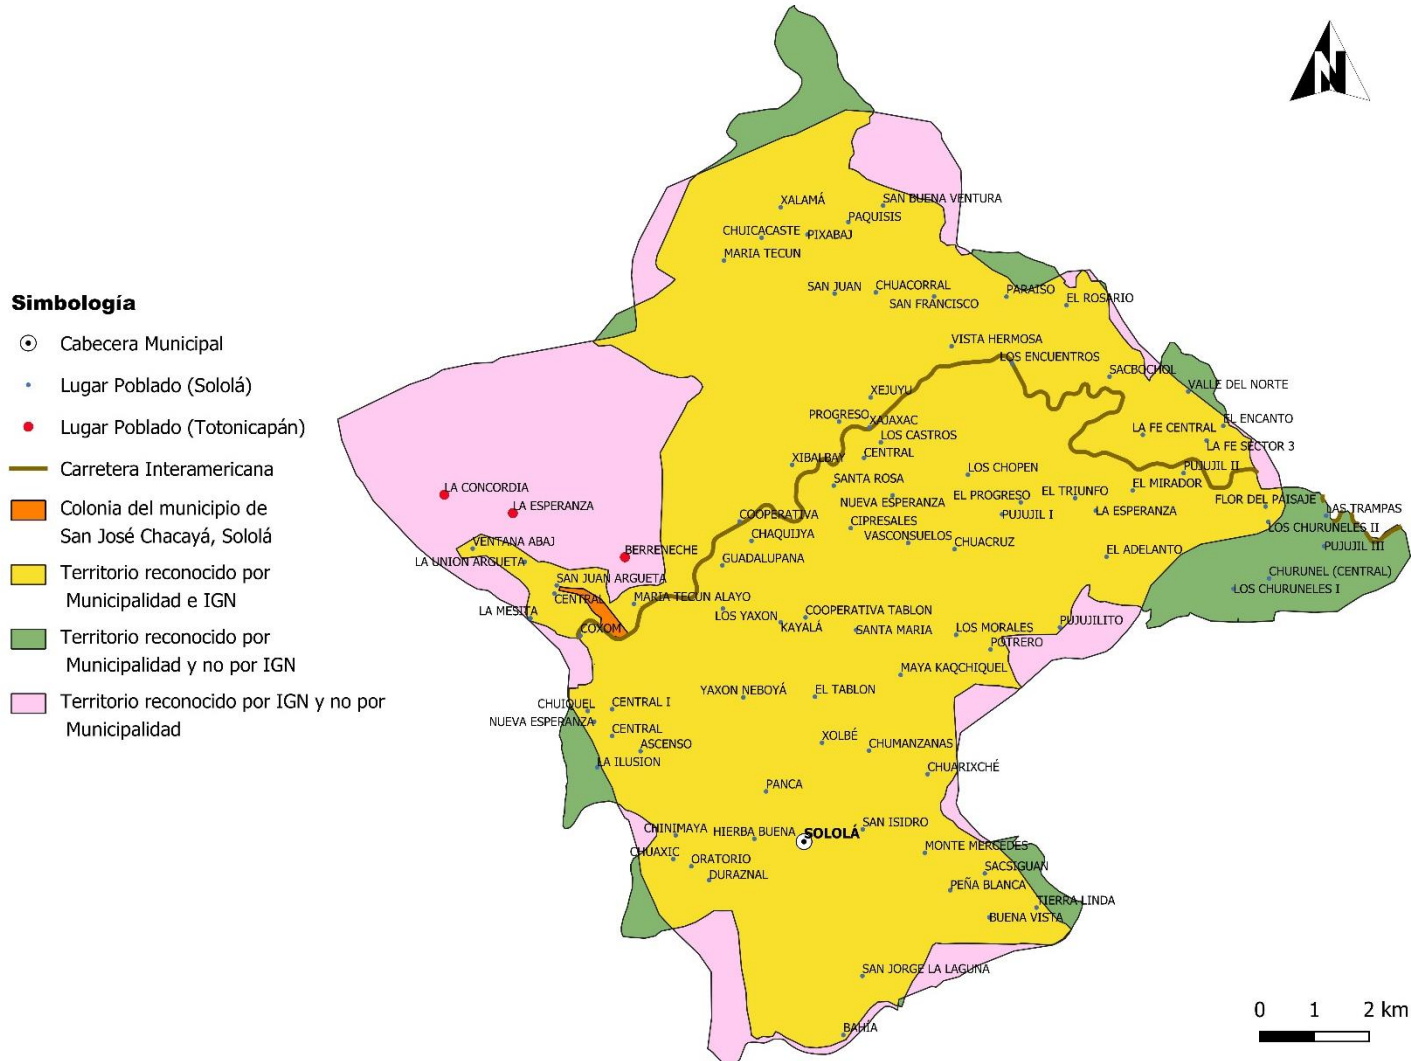 N
XALAMÁ
SAN BUENA VENTURA
PAQUISIS
CHUICACASTE
PIXABAJ
MARIA TECUN
SAN JUAN
CHUACORRAL
SAN FRANCISCO
PARAISO
EL ROSARIO
VISTA HERMOSA
LOS ENCUENTROS
SACBOCHOL
VALLE DEL NORTE
XEJUYU
PROGRESO
XAJAXAC
LOS CASTROS
CENTRAL
XIBALBAY
SANTA ROSA
LA FE CENTRAL
EL ENCANTO
LA FE SECTOR 3
LOS CHOPEN
PUJUJIL II
EL MIRADOR
NUEVA ESPERANZA
EL PROGRESO
EL TRIUNFO
FLOR DEL PAISAJE
LAS TRAMPAS
PUJUJIL I
LA ESPERANZA
LOS CHURUNELES II
COOPERATIVA
CIPRESALES
VASCONSUELOS
CHAQUIJYA
CHUACRUZ
EL ADELANTO
PUJUJIL III
GUADALUPANA
CHURUNEL (CENTRAL)
LOS CHURUNELES I
LA CONCORDIA
LA ESPERANZA
BERRENECHE
VENTANA ABAJ
LA UNION ARGUETA
SAN JUAN ARGUETA
CENTRAL
MARIA TECUN ALAYO
LA MESITA
COXOM
LOS YAXON
COOPERATIVA TABLON
KAYALÁ
SANTA MARIA
LOS MORALES
PUJUJILITO
POTRERO
MAYA KAQCHIQUEL
YAXON NEBOYÁ
EL TABLON
CHUIQUEL
CENTRAL I
NUEVA ESPERANZA
CENTRAL
ASCENSO
LA ILUSION
XOLBÉ
CHUMANZANAS
CHUARIXCHÉ
PANCA
CHINIMAYA
HIERBA BUENA
SOLOLÁ
SAN ISIDRO
CHUAXIC
ORATORIO
DURAZNAL
MONTE MERCEDES
SACSIGUAN
PEÑA BLANCA
TIERRA LINDA
BUENA VISTA
SAN JORGE LA LAGUNA
BAHÍA
Simbología
Cabecera Municipal
Lugar Poblado (Sololá)
Lugar Poblado (Totonicapán)
Carretera Interamericana
Colonia del municipio de
San José Chacayá, Sololá
Territorio reconocido por
Municipalidad e IGN
Territorio reconocido por
Municipalidad y no por IGN
Territorio reconocido por IGN y no por
Municipalidad
0 1 2 km